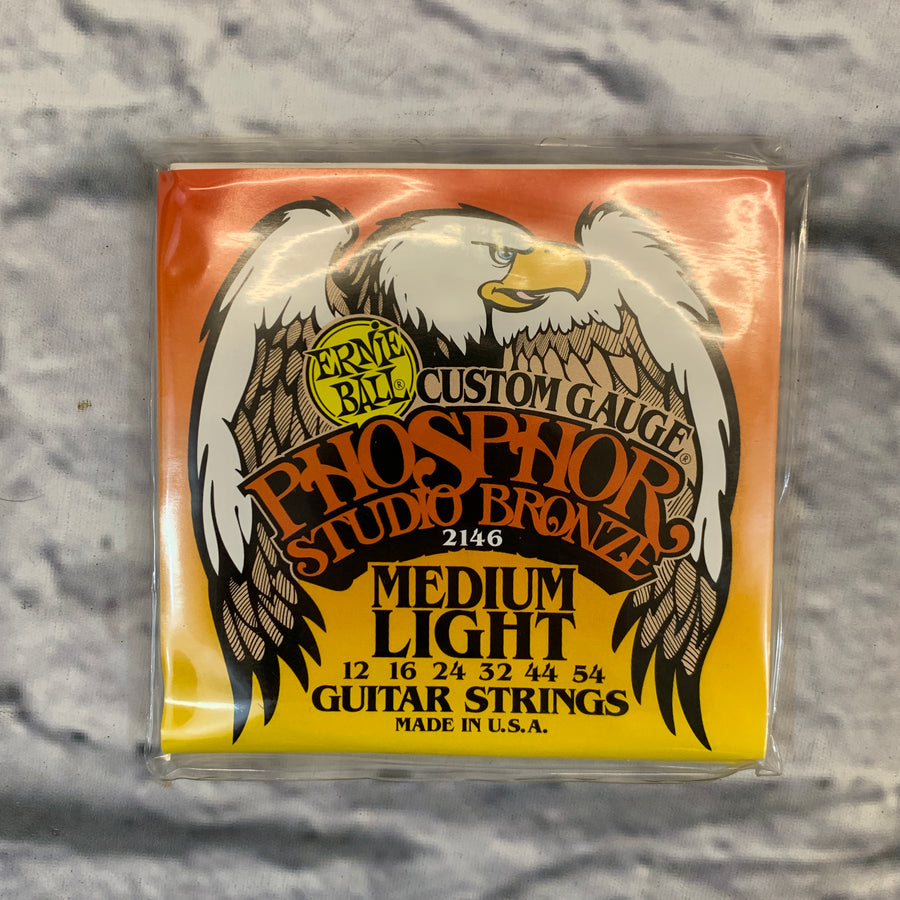 ERNIE
BALL®
CUSTOM GAUGE®
PHOSPHOR
STUDIO BRONZE
2146
MEDIUM
LIGHT
12 16 24 32 44 54
GUITAR STRINGS
MADE IN U.S.A.